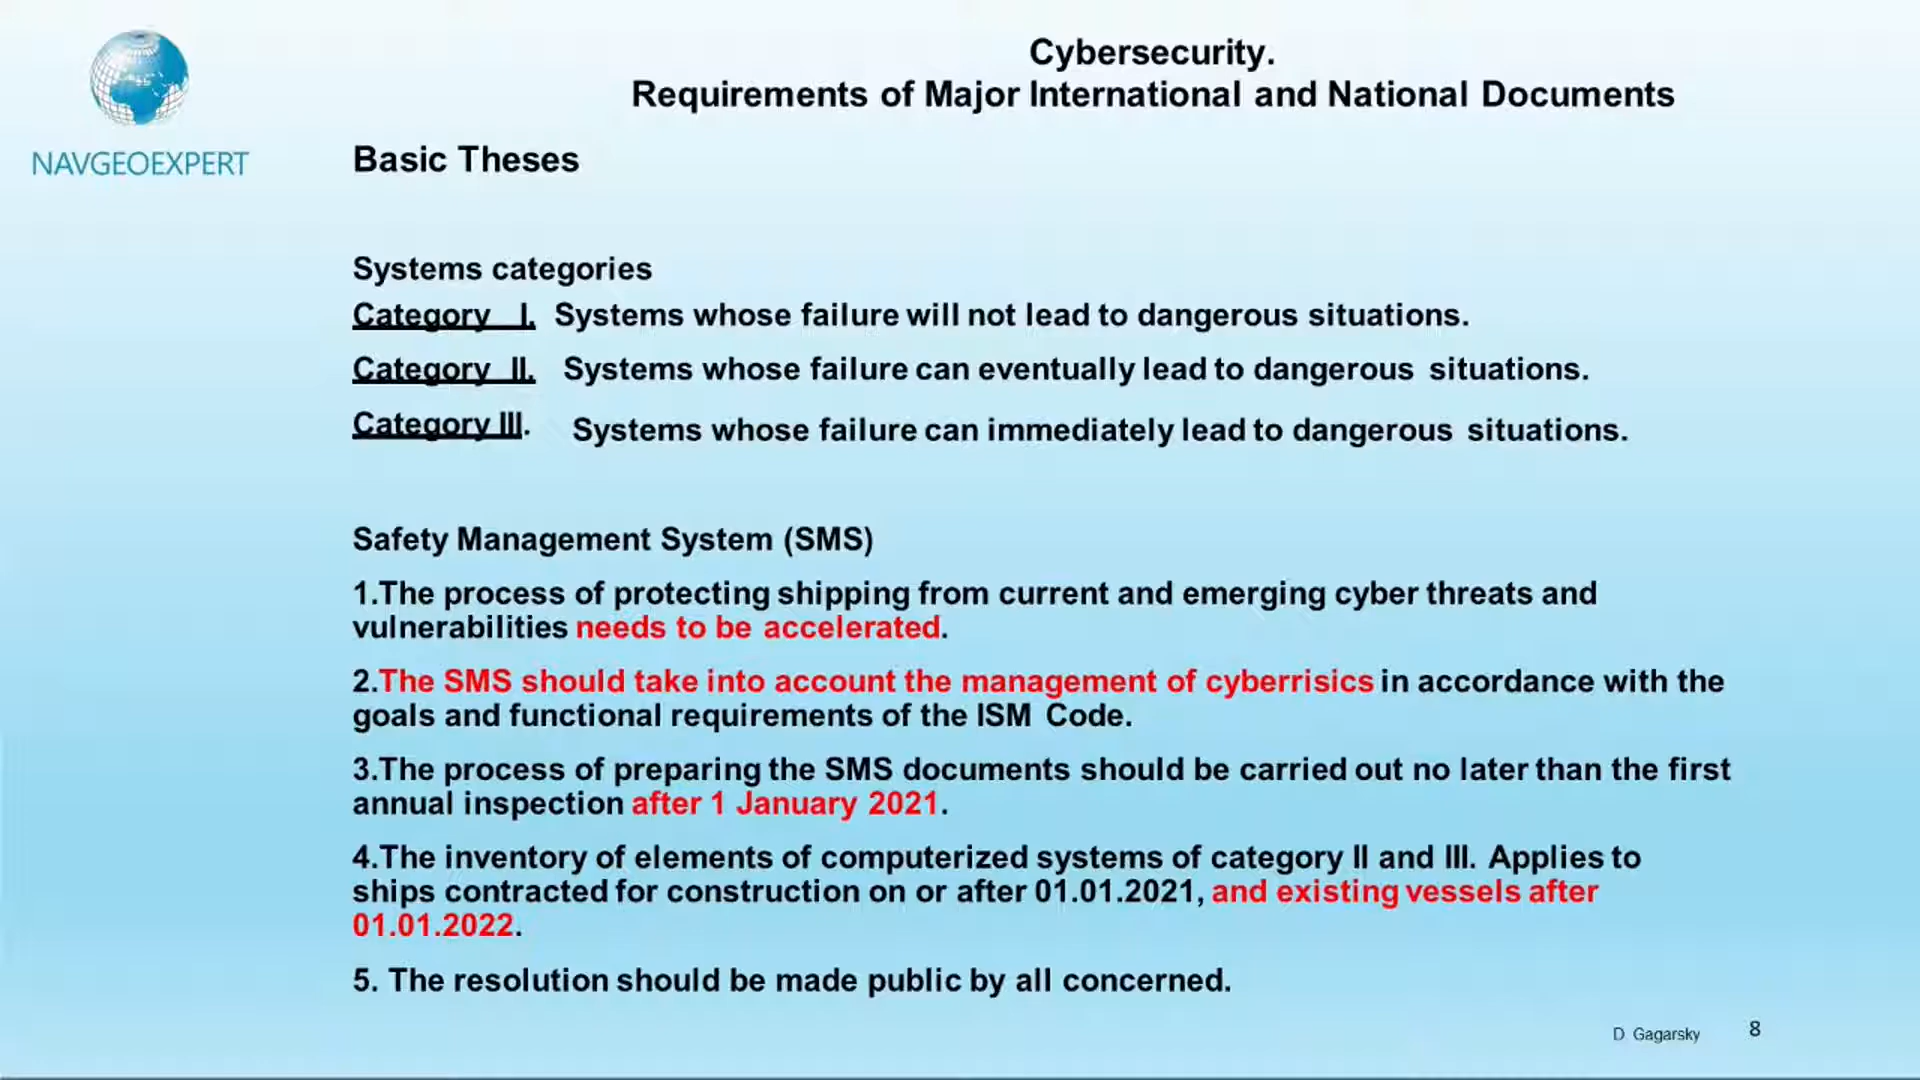 Cybersecurity.
Requirements of Major International and National Documents
NAVGEOEXPERT
Basic Theses
Systems categories
Category I. Systems whose failure will not lead to dangerous situations.
Category II. Systems whose failure can eventually lead to dangerous situations.
Category III. Systems whose failure can immediately lead to dangerous situations.
Safety Management System (SMS)
1.The process of protecting shipping from current and emerging cyber threats and
vulnerabilities needs to be accelerated.
2.The SMS should take into account the management of cyberrisics in accordance with the
goals and functional requirements of the ISM Code.
3.The process of preparing the SMS documents should be carried out no later than the first
annual inspection after 1 January 2021.
4.The inventory of elements of computerized systems of category II and III. Applies to
ships contracted for construction on or after 01.01.2021, and existing vessels after
01.01.2022.
5. The resolution should be made public by all concerned.
D Gagarsky 8